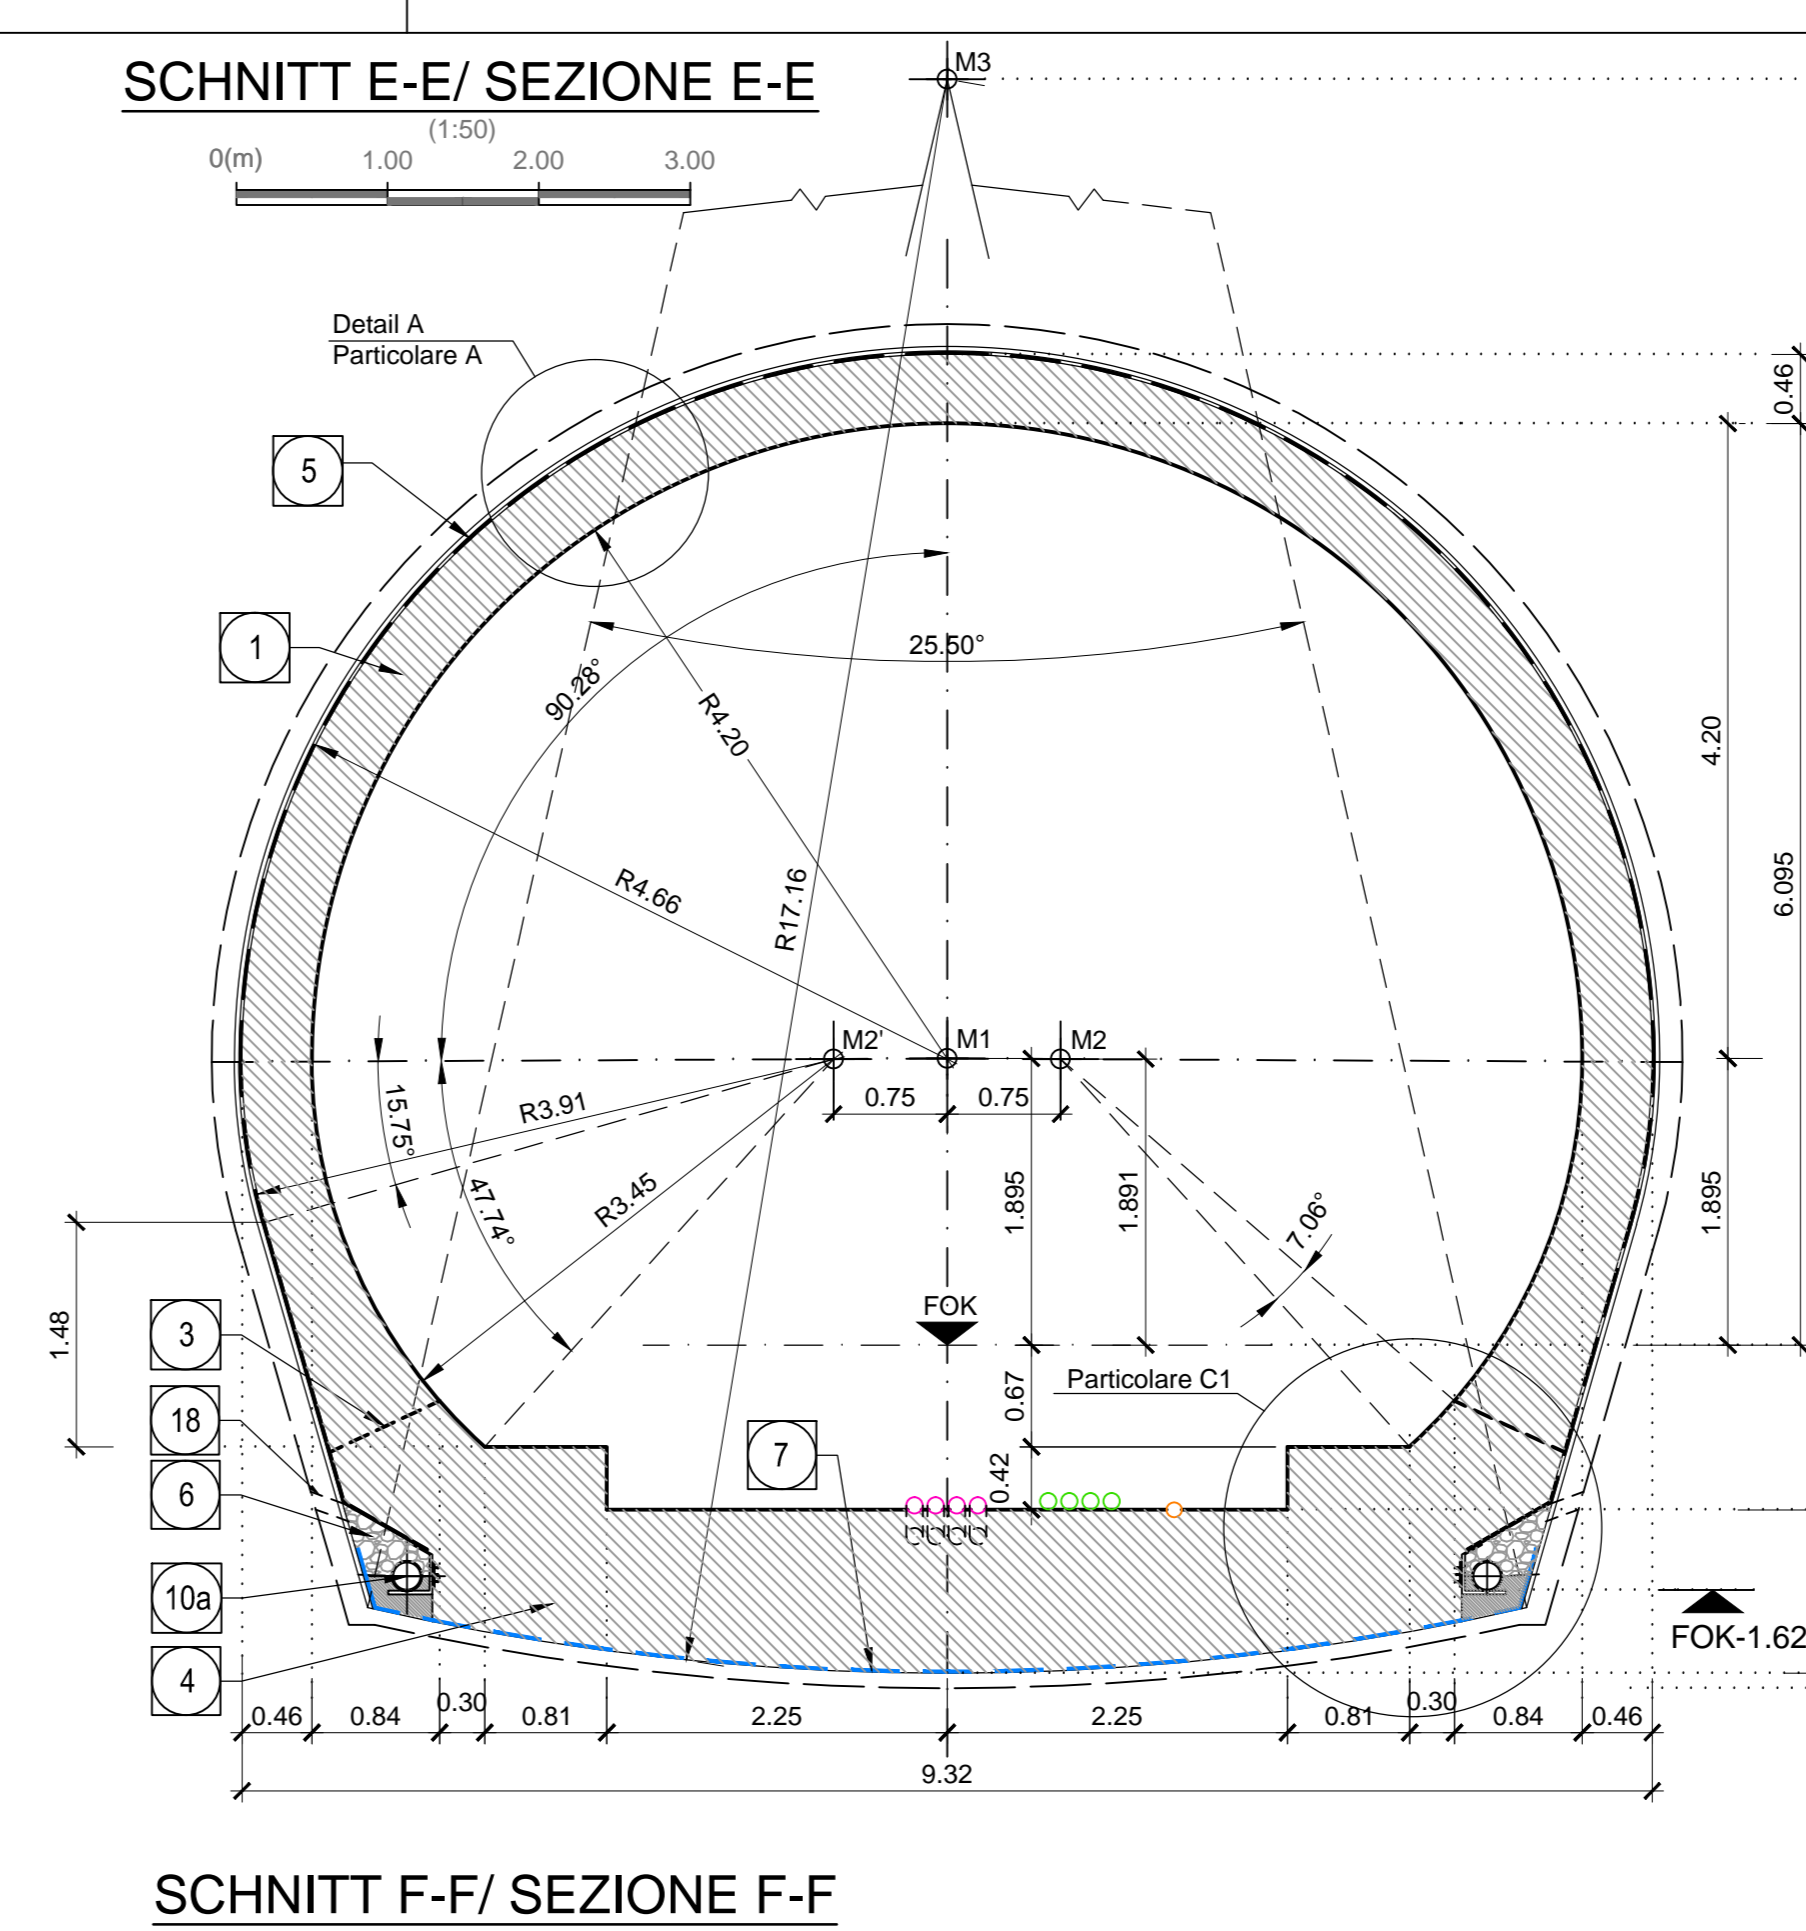 SCHNITT E-E/ SEZIONE E-E
(1:50)
0(m) 1.00 2.00 3.00
M3
Detail A
Particolare A
5
1
0.46
25.50°
90.28°
R4.20
4.20
R4.66
R17.16
6.095
M2' M1 M2
0.75 0.75
15.75°
R3.91
47.74°
R3.45
1.895
1.891
7.06°
1.895
1.48
FOK
3
Particolare C1
0.67
18
7
6
0.42
10a
FOK-1.62
4
0.46 0.84 0.30 0.81 2.25 2.25 0.81 0.30 0.84 0.46
9.32
SCHNITT F-F/ SEZIONE F-F